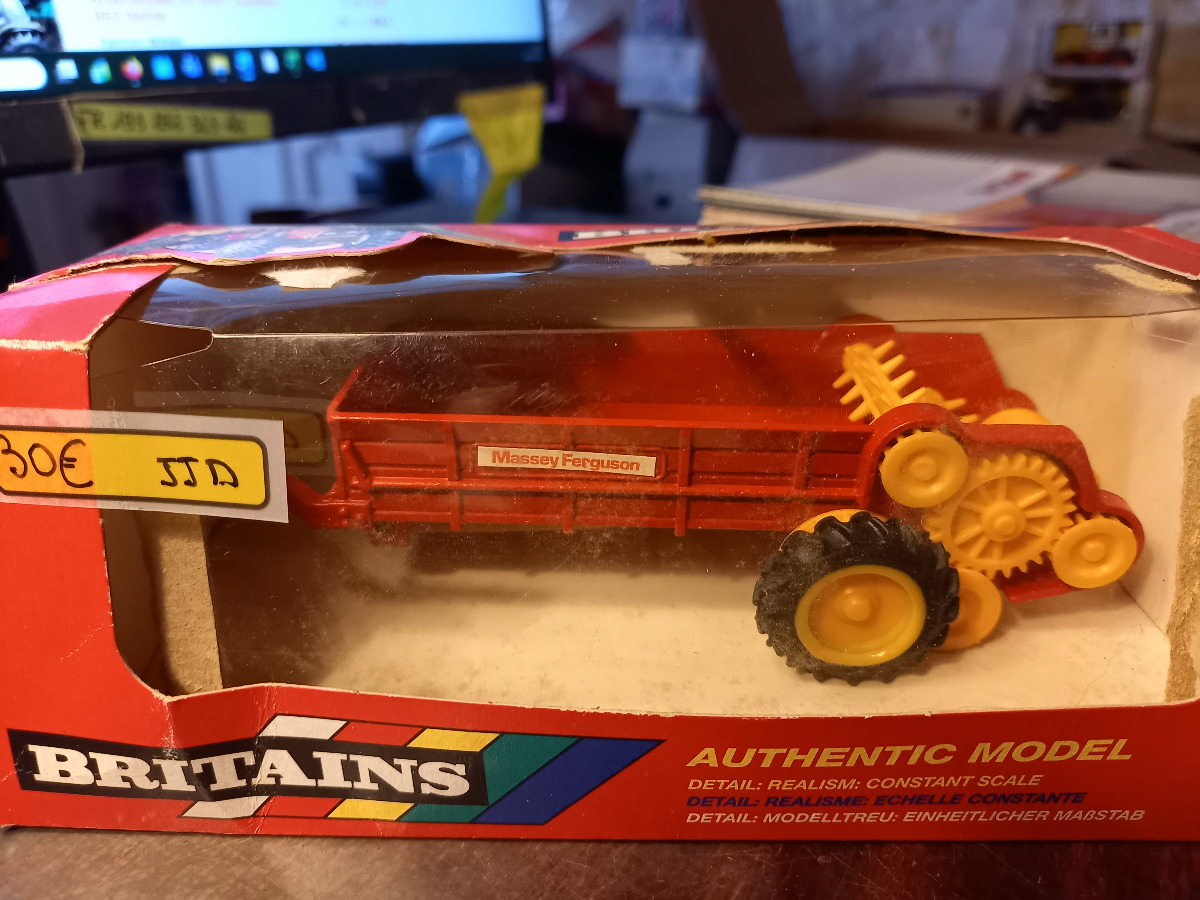 30€ JJD
Massey Ferguson
BRITAINS
AUTHENTIC MODEL
DETAIL: REALISM: CONSTANT SCALE
DETAIL: REALISME: ECHELLE CONSTANTE
DETAIL: MODELLTREU: EINHEITLICHER MAßSTAB